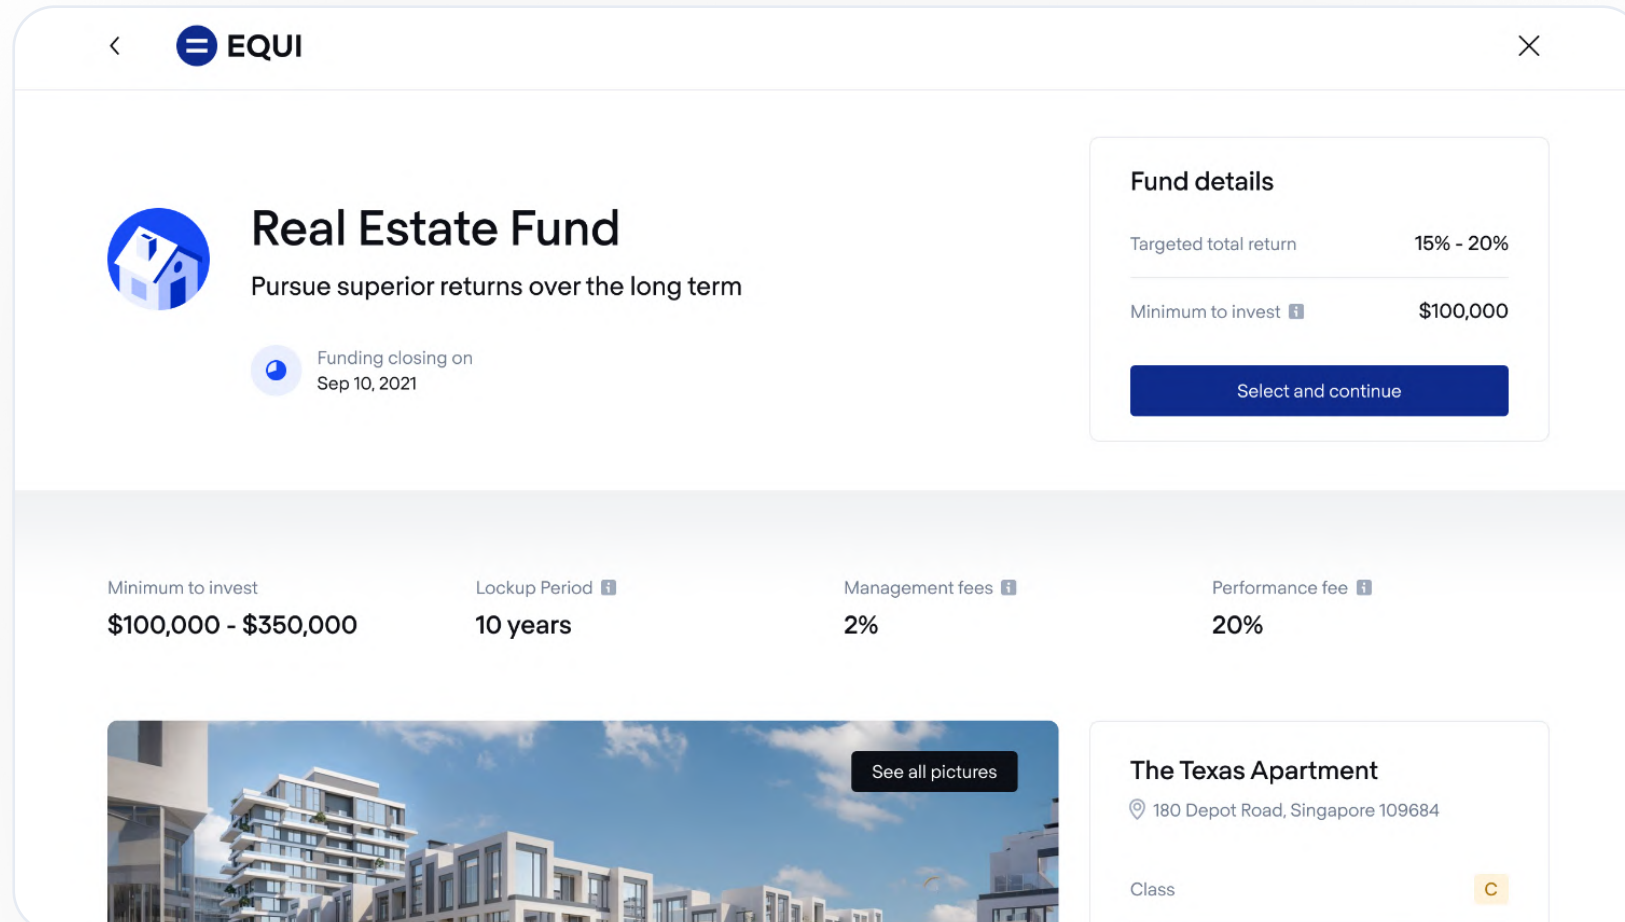 EQUI
Real Estate Fund
Pursue superior returns over the long term
Funding closing on
Sep 10, 2021
Fund details
Targeted total return 15% - 20%
Minimum to invest $100,000
Select and continue
Minimum to invest
$100,000 - $350,000
Lockup Period
10 years
Management fees
2%
Performance fee
20%
See all pictures
The Texas Apartment
180 Depot Road, Singapore 109684
Class C